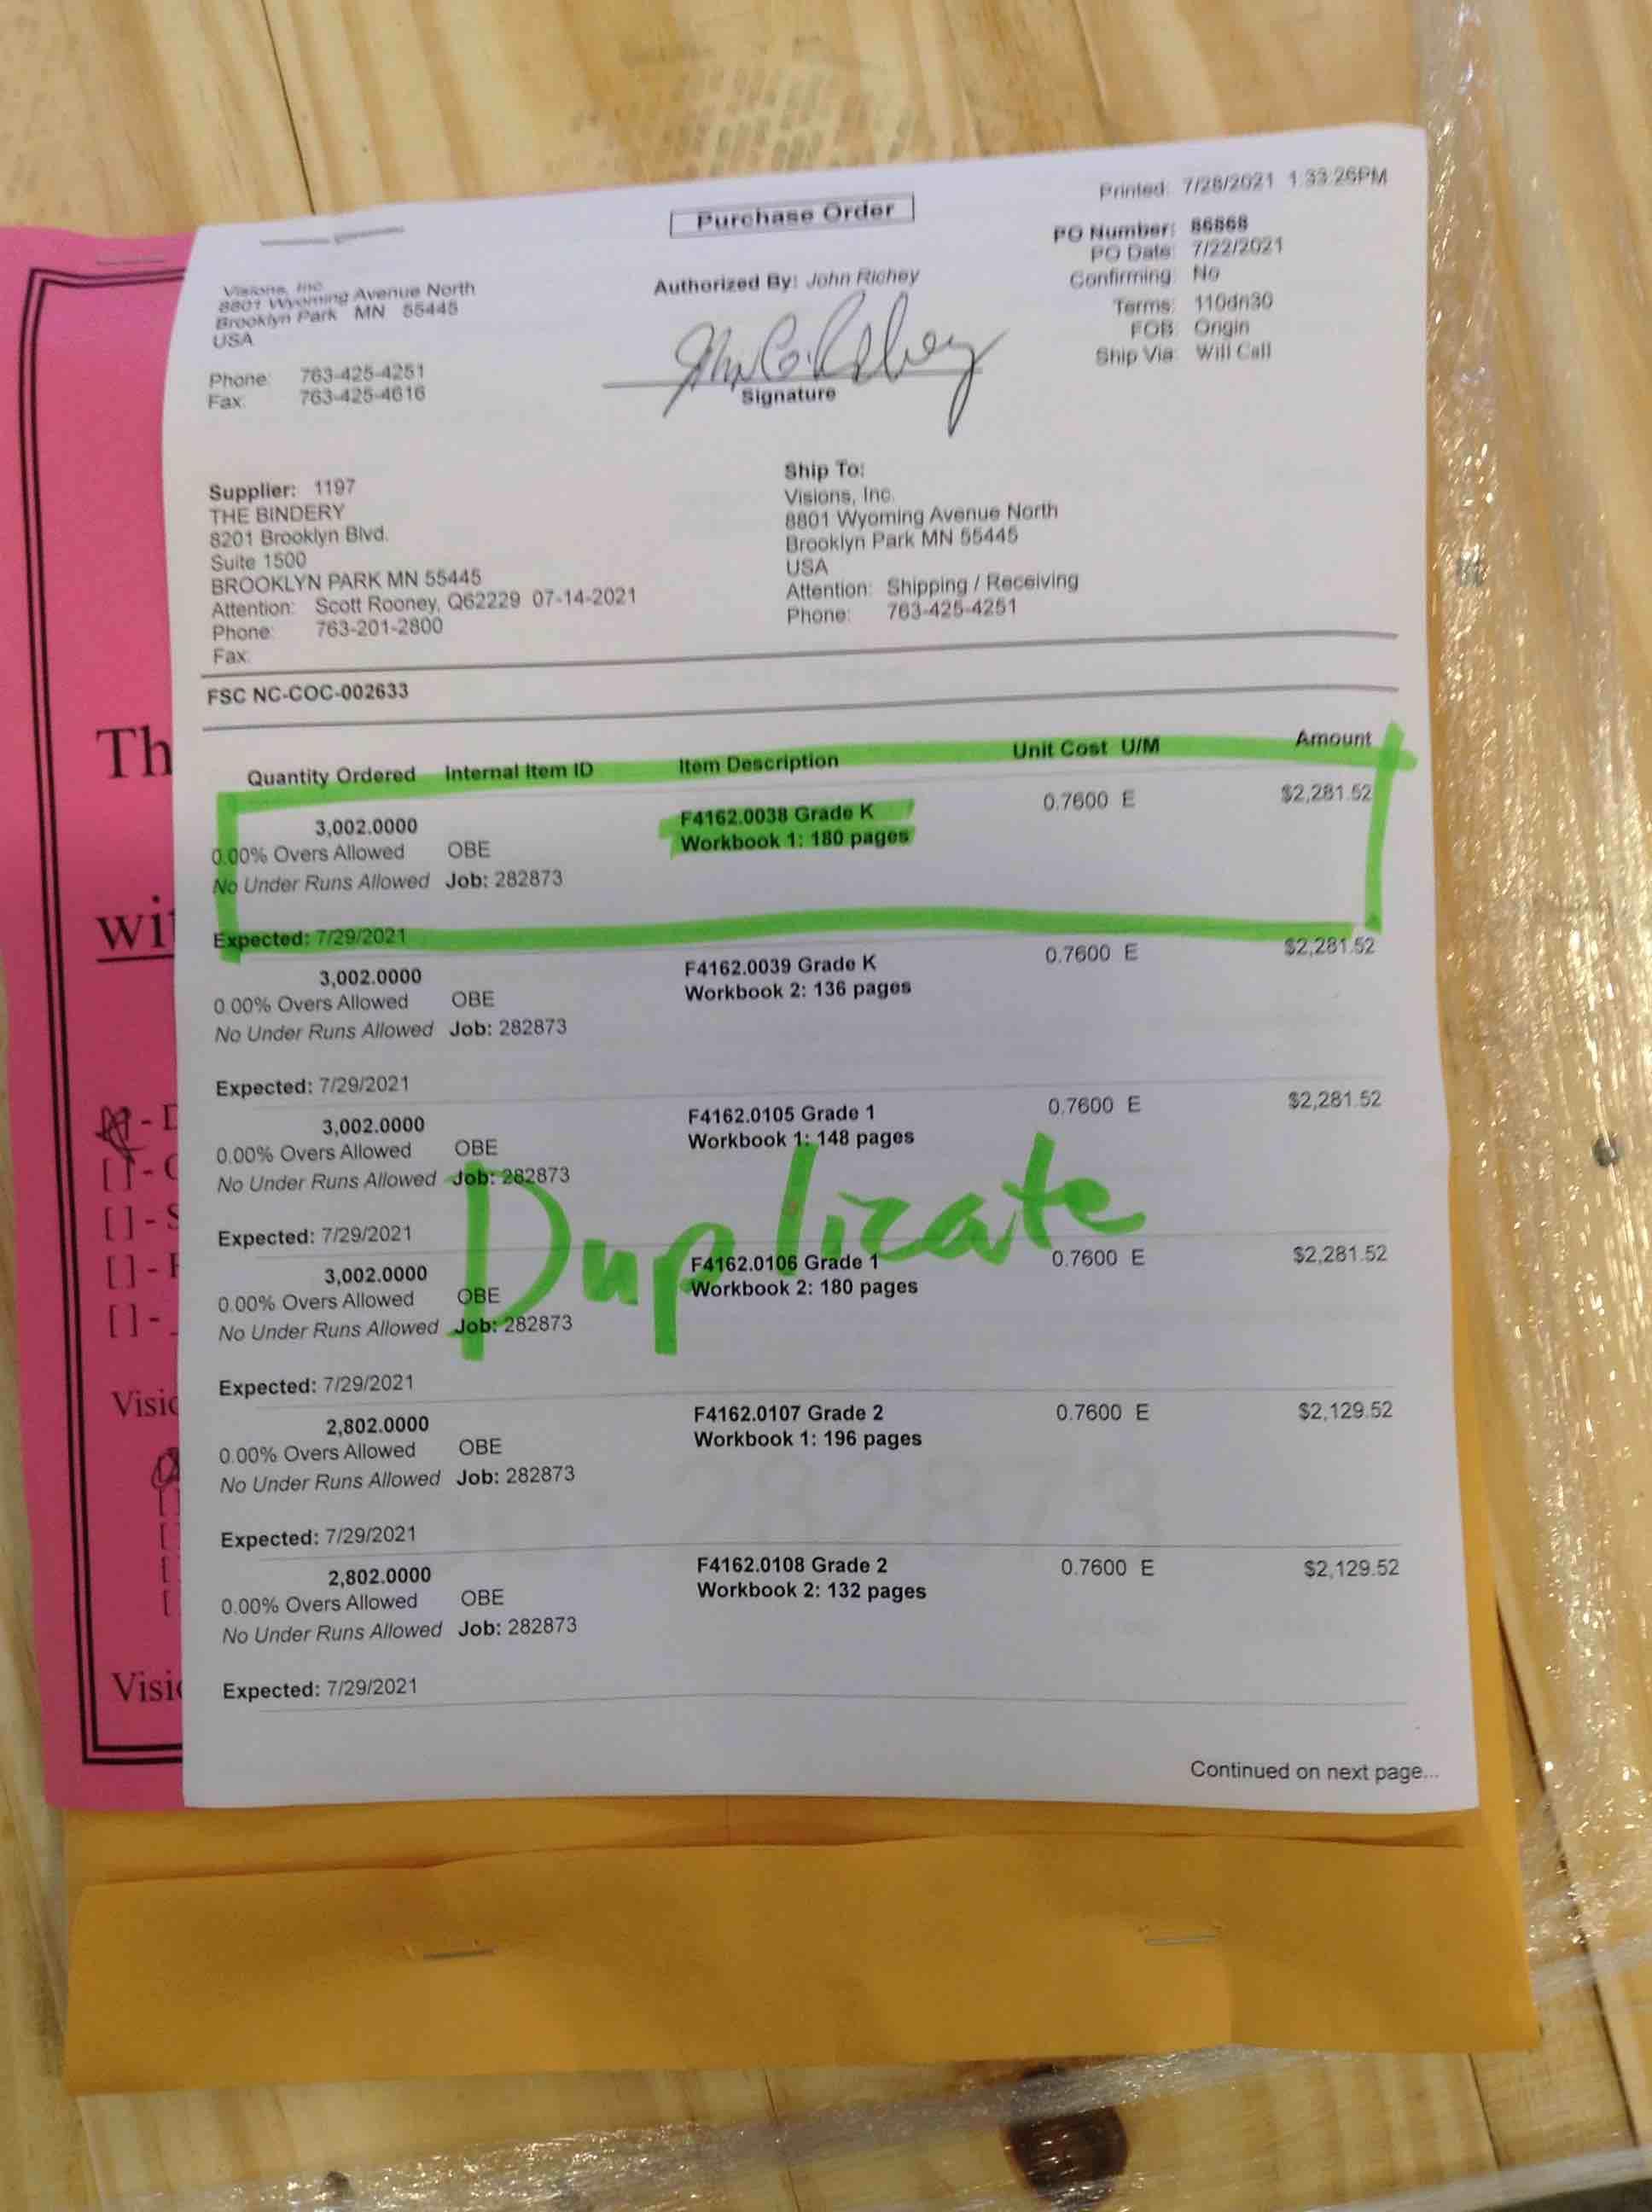 Purchase Order
Printed: 7/28/2021 1:33:26PM
PO Number: 86868
PO Date: 7/22/2021
Confirming: No
Terms: 110dn30
FOB: Origin
Ship Via: Will Call
Visions, Inc.
8801 Wyoming Avenue North
Brooklyn Park MN 55445
USA
Phone: 763-425-4251
Fax: 763-425-4616
Authorized By: John Richey
Signature
Supplier: 1197
THE BINDERY
8201 Brooklyn Blvd.
Suite 1500
BROOKLYN PARK MN 55445
Attention: Scott Rooney, Q62229 07-14-2021
Phone: 763-201-2800
Fax:
Ship To:
Visions, Inc.
8801 Wyoming Avenue North
Brooklyn Park MN 55445
USA
Attention: Shipping / Receiving
Phone: 763-425-4251
FSC NC-COC-002633
Quantity Ordered Internal Item ID Item Description Unit Cost U/M Amount
3,002.0000 F4162.0038 Grade K 0.7600 E $2,281.52
0.00% Overs Allowed OBE Workbook 1: 180 pages
No Under Runs Allowed Job: 282873
Expected: 7/29/2021
3,002.0000 F4162.0039 Grade K 0.7600 E $2,281.52
0.00% Overs Allowed OBE Workbook 2: 136 pages
No Under Runs Allowed Job: 282873
Expected: 7/29/2021
3,002.0000 F4162.0105 Grade 1 0.7600 E $2,281.52
0.00% Overs Allowed OBE Workbook 1: 148 pages
No Under Runs Allowed Job: 282873
Duplicate
Expected: 7/29/2021
3,002.0000 F4162.0106 Grade 1 0.7600 E $2,281.52
0.00% Overs Allowed OBE Workbook 2: 180 pages
No Under Runs Allowed Job: 282873
Expected: 7/29/2021
2,802.0000 F4162.0107 Grade 2 0.7600 E $2,129.52
0.00% Overs Allowed OBE Workbook 1: 196 pages
No Under Runs Allowed Job: 282873
Expected: 7/29/2021
2,802.0000 F4162.0108 Grade 2 0.7600 E $2,129.52
0.00% Overs Allowed OBE Workbook 2: 132 pages
No Under Runs Allowed Job: 282873
Expected: 7/29/2021
Continued on next page...